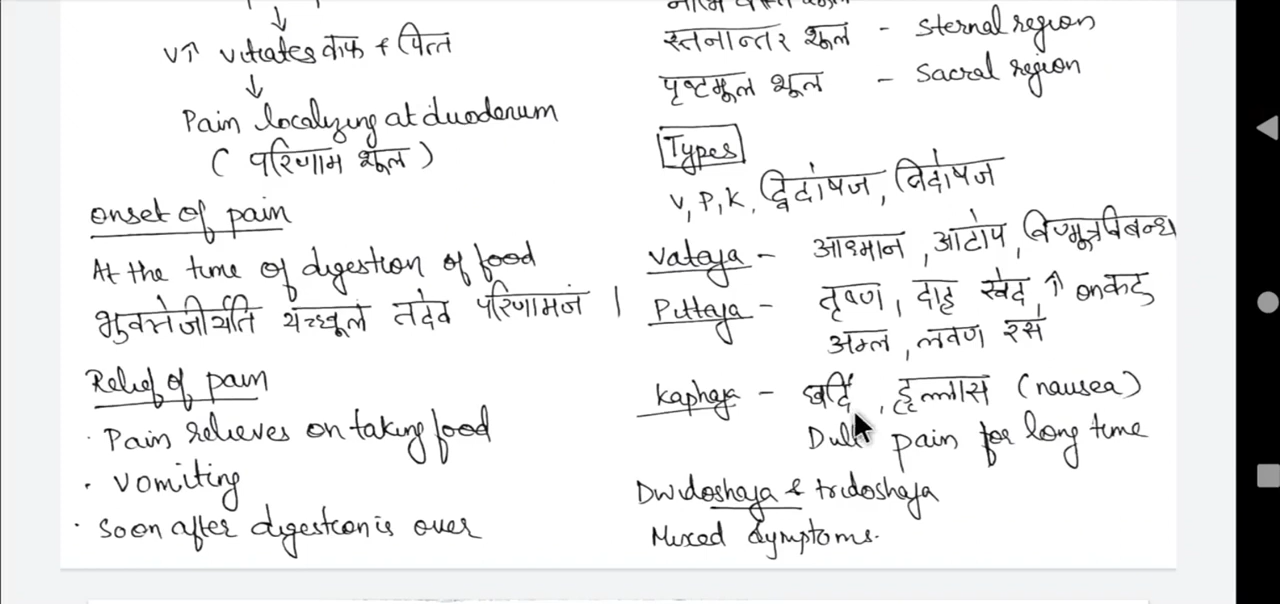 V↑ vitiates कफ + पित्त
↓
Pain localizing at duodenum
( परिणाम शूल )
Onset of pain
At the time of digestion of food
भुक्तेजीर्यति यच्छूलं तदेव परिणामजं |
Relief of pain
· Pain relieves on taking food
· Vomiting
· Soon after digestion is over
स्तनान्तर शूल - Sternal region
पृष्टमूल शूल - Sacral region
Types
V, P, K, द्विदोषज, त्रिदोषज
Vataja - आध्मान, आटोप, विण्मूत्रविबन्ध
Pittaja - तृष्ण, दाह स्वेद, ↑ on कटु
अम्ल, लवण रस
Kaphaja - छर्दि, हृल्लास (nausea)
Dull pain for long time
Dwidoshaja & tridoshaja
Mixed symptoms.